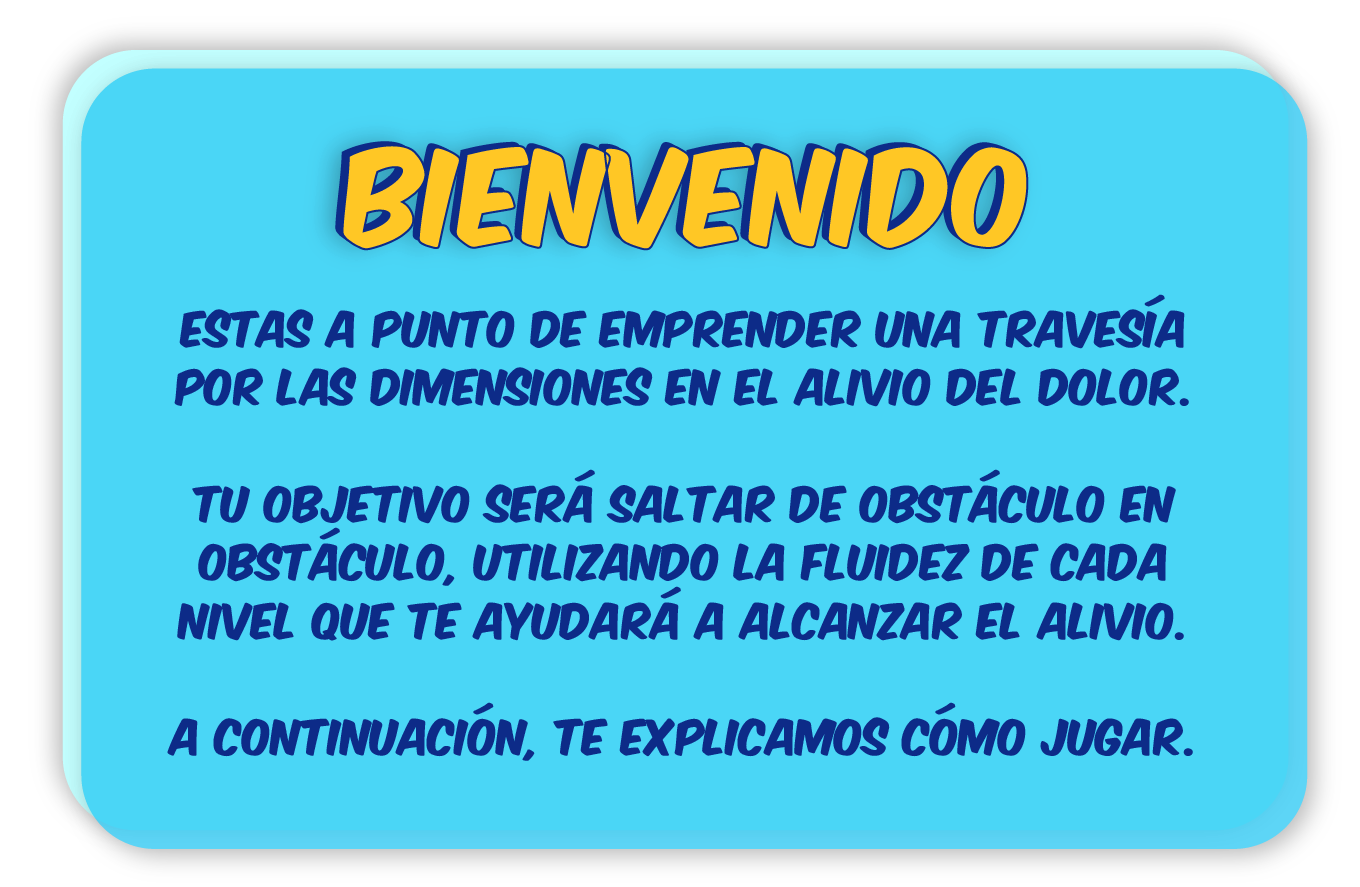 BIENVENIDO
ESTAS A PUNTO DE EMPRENDER UNA TRAVESÍA
POR LAS DIMENSIONES EN EL ALIVIO DEL DOLOR.
TU OBJETIVO SERÁ SALTAR DE OBSTÁCULO EN
OBSTÁCULO, UTILIZANDO LA FLUIDEZ DE CADA
NIVEL QUE TE AYUDARÁ A ALCANZAR EL ALIVIO.
A CONTINUACIÓN, TE EXPLICAMOS CÓMO JUGAR.